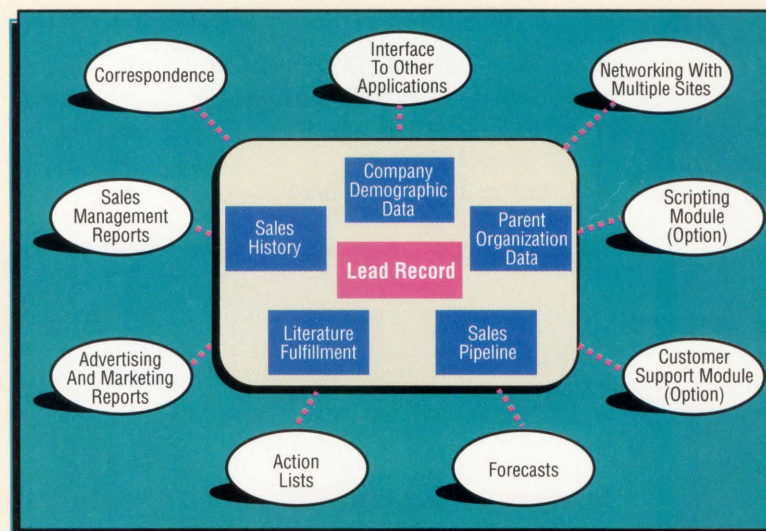 Correspondence
Interface
To Other
Applications
Networking With
Multiple Sites
Sales
Management
Reports
Company
Demographic
Data
Sales
History
Parent
Organization
Data
Scripting
Module
(Option)
Lead Record
Literature
Fulfillment
Sales
Pipeline
Advertising
And Marketing
Reports
Customer
Support Module
(Option)
Action
Lists
Forecasts